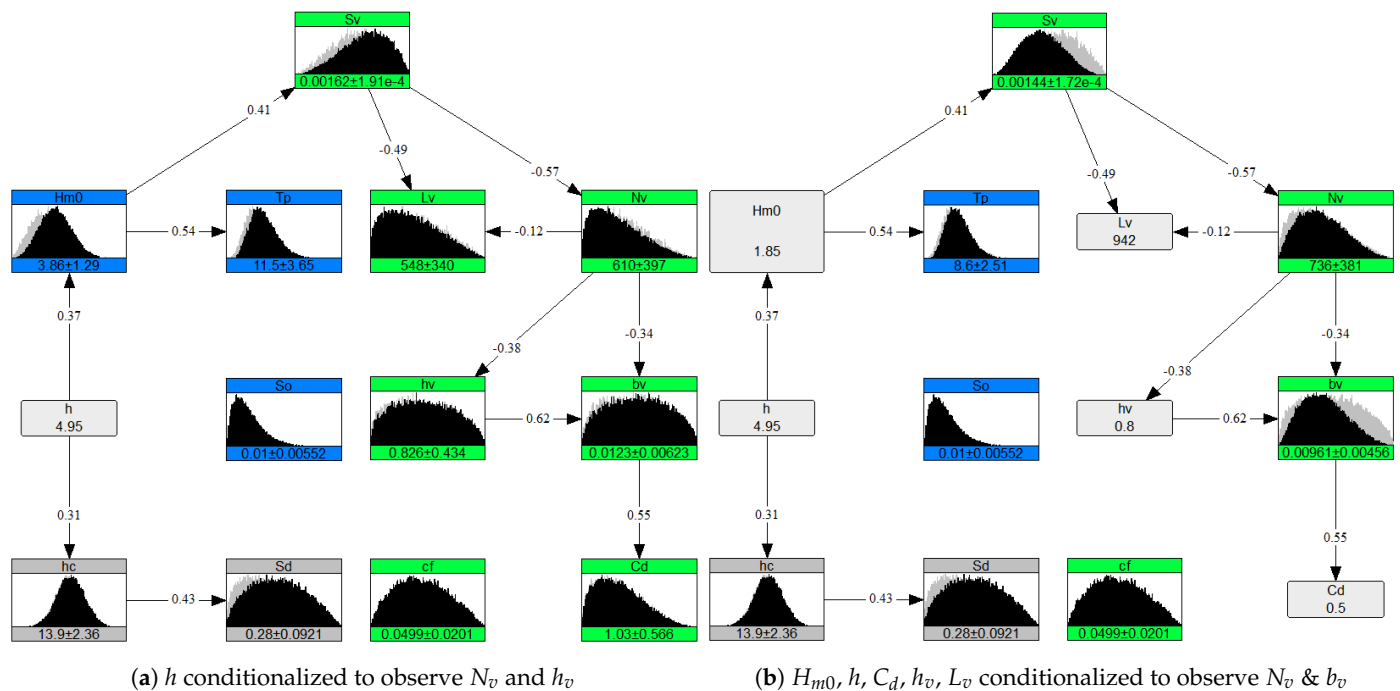 Sv
0.00162±1.91e-4
0.41
-0.49
-0.57
Hm0
3.86±1.29
0.54
Tp
11.5±3.65
Lv
548±340
-0.12
Nv
610±397
0.37
-0.38
-0.34
h
4.95
So
0.01±0.00552
hv
0.826±0.434
0.62
bv
0.0123±0.00623
0.31
0.55
hc
13.9±2.36
0.43
Sd
0.28±0.0921
cf
0.0499±0.0201
Cd
1.03±0.566
(a) h conditionalized to observe Nv and hv
Sv
0.00144±1.72e-4
0.41
-0.49
-0.57
Hm0
1.85
0.54
Tp
8.6±2.51
Lv
942
-0.12
Nv
736±381
0.37
-0.38
-0.34
h
4.95
So
0.01±0.00552
hv
0.8
0.62
bv
0.00961±0.00456
0.31
0.55
hc
13.9±2.36
0.43
Sd
0.28±0.0921
cf
0.0499±0.0201
Cd
0.5
(b) Hm0, h, Cd, hv, Lv conditionalized to observe Nv & bv